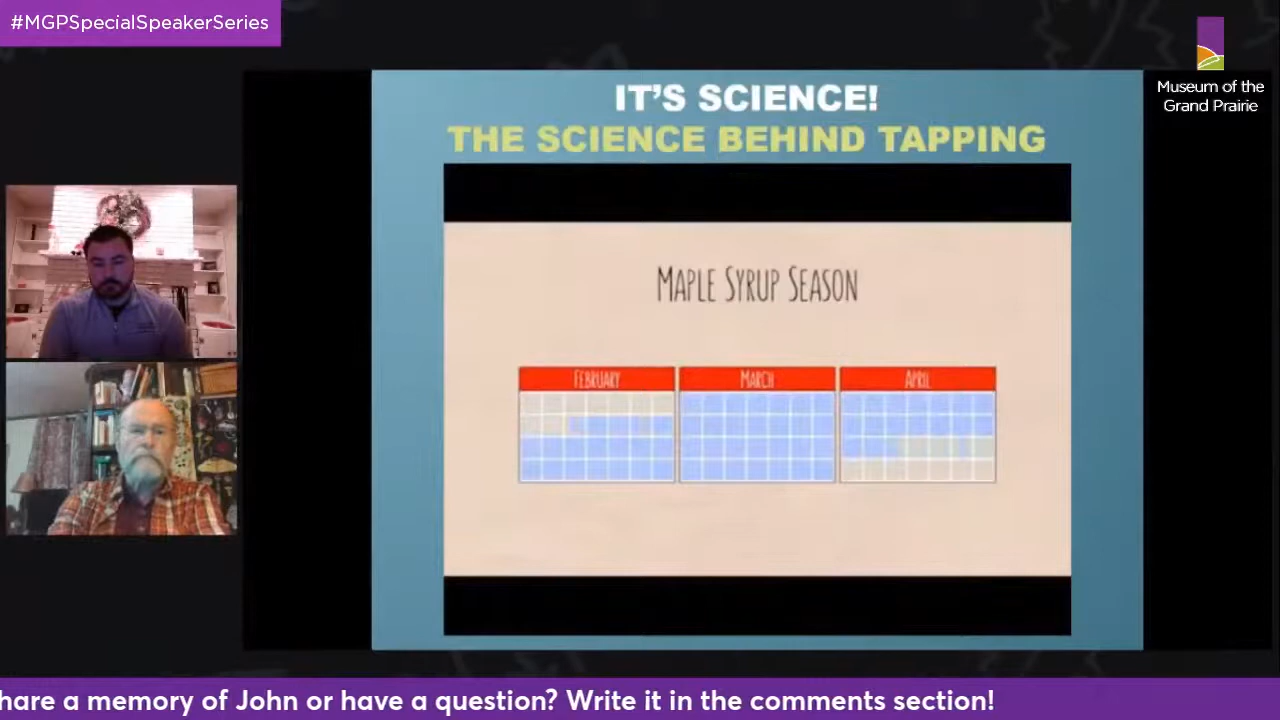 #MGPSpecialSpeakerSeries
Museum of the
Grand Prairie
IT'S SCIENCE!
THE SCIENCE BEHIND TAPPING
MAPLE SYRUP SEASON
FEBRUARY
MARCH
APRIL
hare a memory of John or have a question? Write it in the comments section!